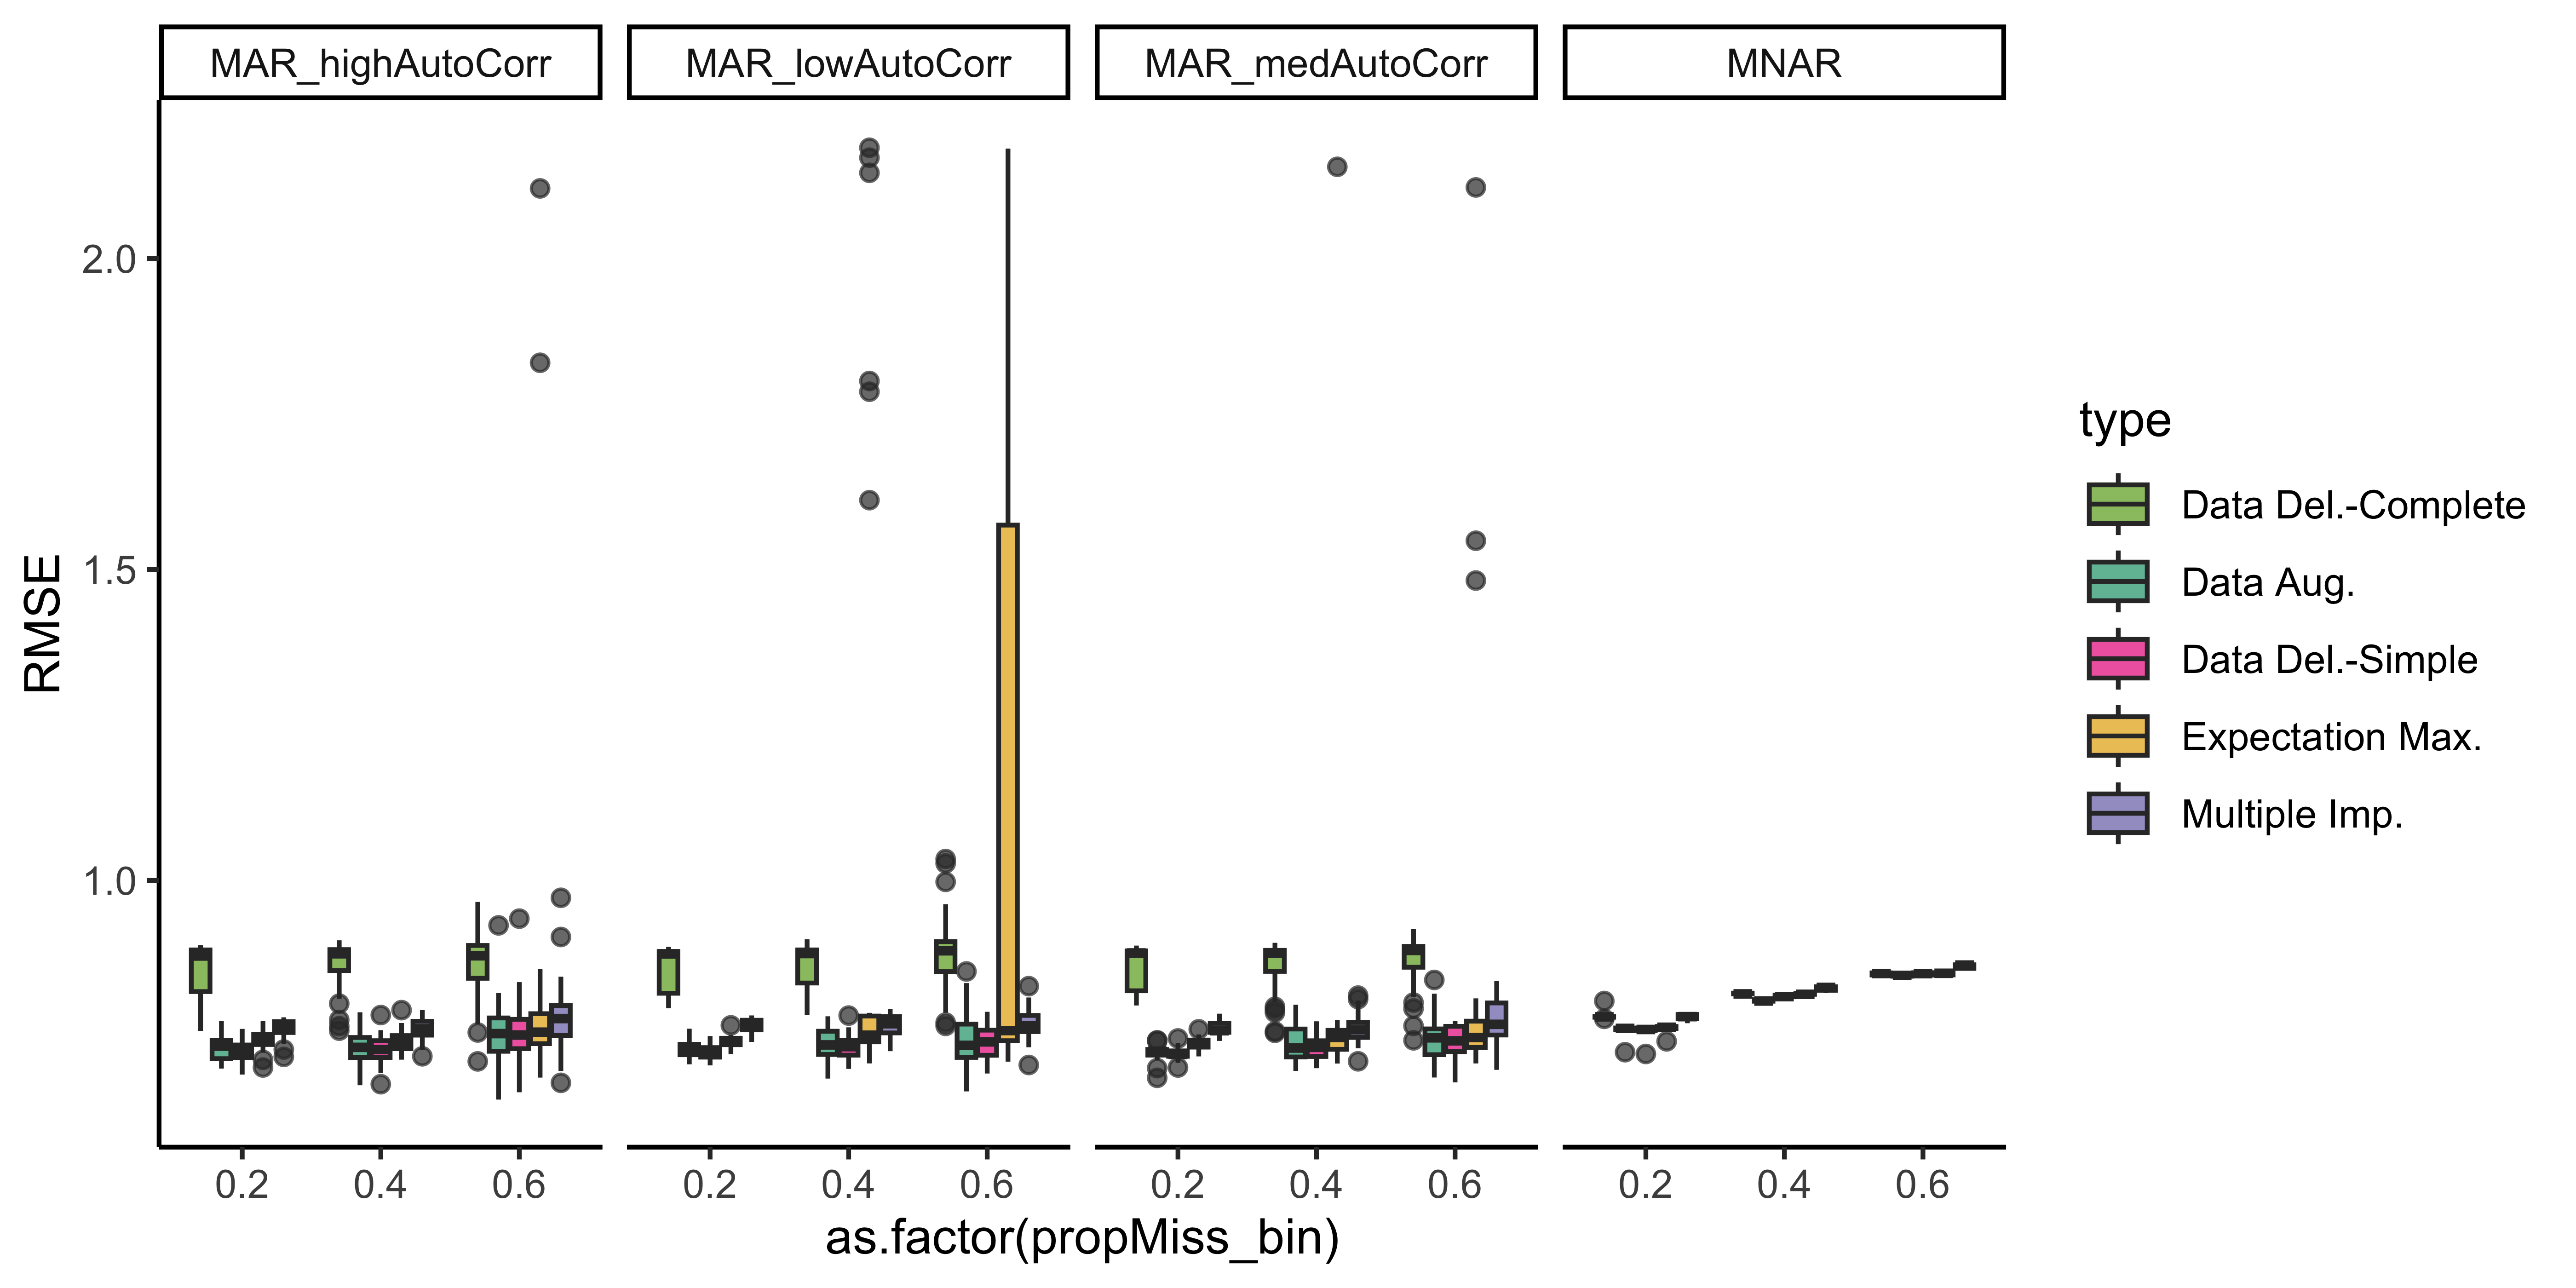 MAR_highAutoCorr
MAR_lowAutoCorr
MAR_medAutoCorr
MNAR
RMSE
2.0
1.5
1.0
0.2 0.4 0.6
0.2 0.4 0.6
0.2 0.4 0.6
0.2 0.4 0.6
as.factor(propMiss_bin)
type
Data Del.-Complete
Data Aug.
Data Del.-Simple
Expectation Max.
Multiple Imp.